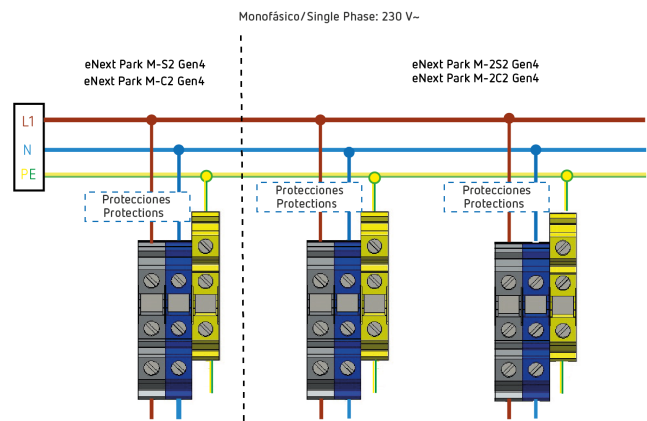 Monofásico/Single Phase: 230 V~
eNext Park M-S2 Gen4
eNext Park M-C2 Gen4
eNext Park M-2S2 Gen4
eNext Park M-2C2 Gen4
L1
N
PE
Protecciones
Protections
Protecciones
Protections
Protecciones
Protections